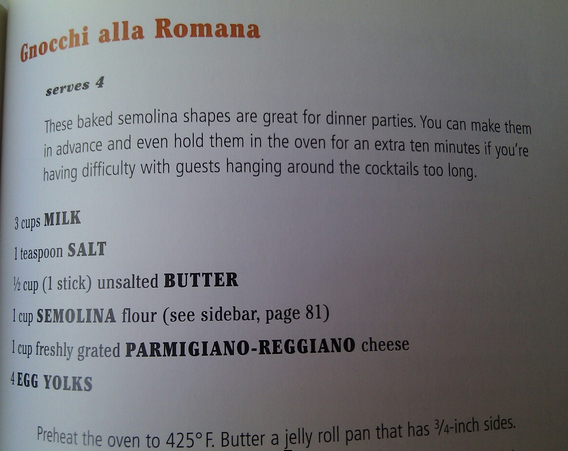 Gnocchi alla Romana
serves 4
These baked semolina shapes are great for dinner parties. You can make them
in advance and even hold them in the oven for an extra ten minutes if you're
having difficulty with guests hanging around the cocktails too long.
3 cups MILK
1 teaspoon SALT
½ cup (1 stick) unsalted BUTTER
1 cup SEMOLINA flour (see sidebar, page 81)
1 cup freshly grated PARMIGIANO-REGGIANO cheese
4 EGG YOLKS
Preheat the oven to 425° F. Butter a jelly roll pan that has ¾-inch sides.